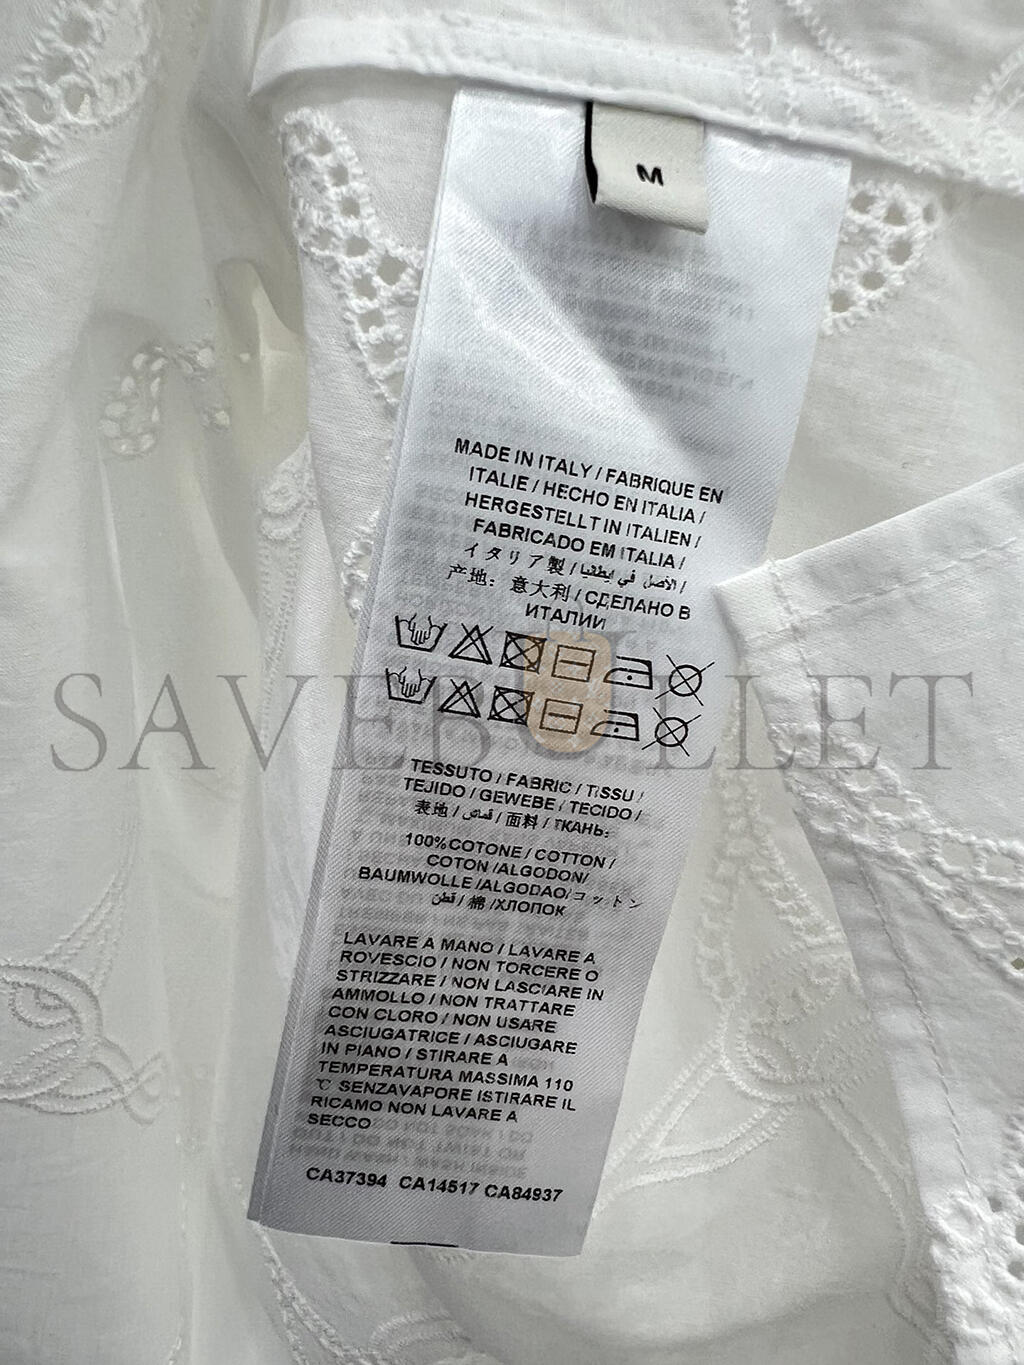 M
MADE IN ITALY / FABRIQUE EN
ITALIE / HECHO EN ITALIA /
HERGESTELLT IN ITALIEN /
FABRICADO EM ITALIA /
イタリア製 / الأصل في إيطاليا /
产地：意大利 / СДЕЛАНО В
ИТАЛИИ
SAVEBULLET
TESSUTO / FABRIC / TISSU /
TEJIDO / GEWEBE / TECIDO /
表地 / قماش / 面料 / ТКАНЬ:
100%COTONE / COTTON /
COTON /ALGODON/
BAUMWOLLE /ALGODAO/コットン
قطن / 棉 /ХЛОПОК
LAVARE A MANO / LAVARE A
ROVESCIO / NON TORCERE O
STRIZZARE / NON LASCIARE IN
AMMOLLO / NON TRATTARE
CON CLORO / NON USARE
ASCIUGATRICE / ASCIUGARE
IN PIANO / STIRARE A
TEMPERATURA MASSIMA 110
℃ SENZAVAPORE ISTIRARE IL
RICAMO NON LAVARE A
SECCO
CA37394 CA14517 CA84937